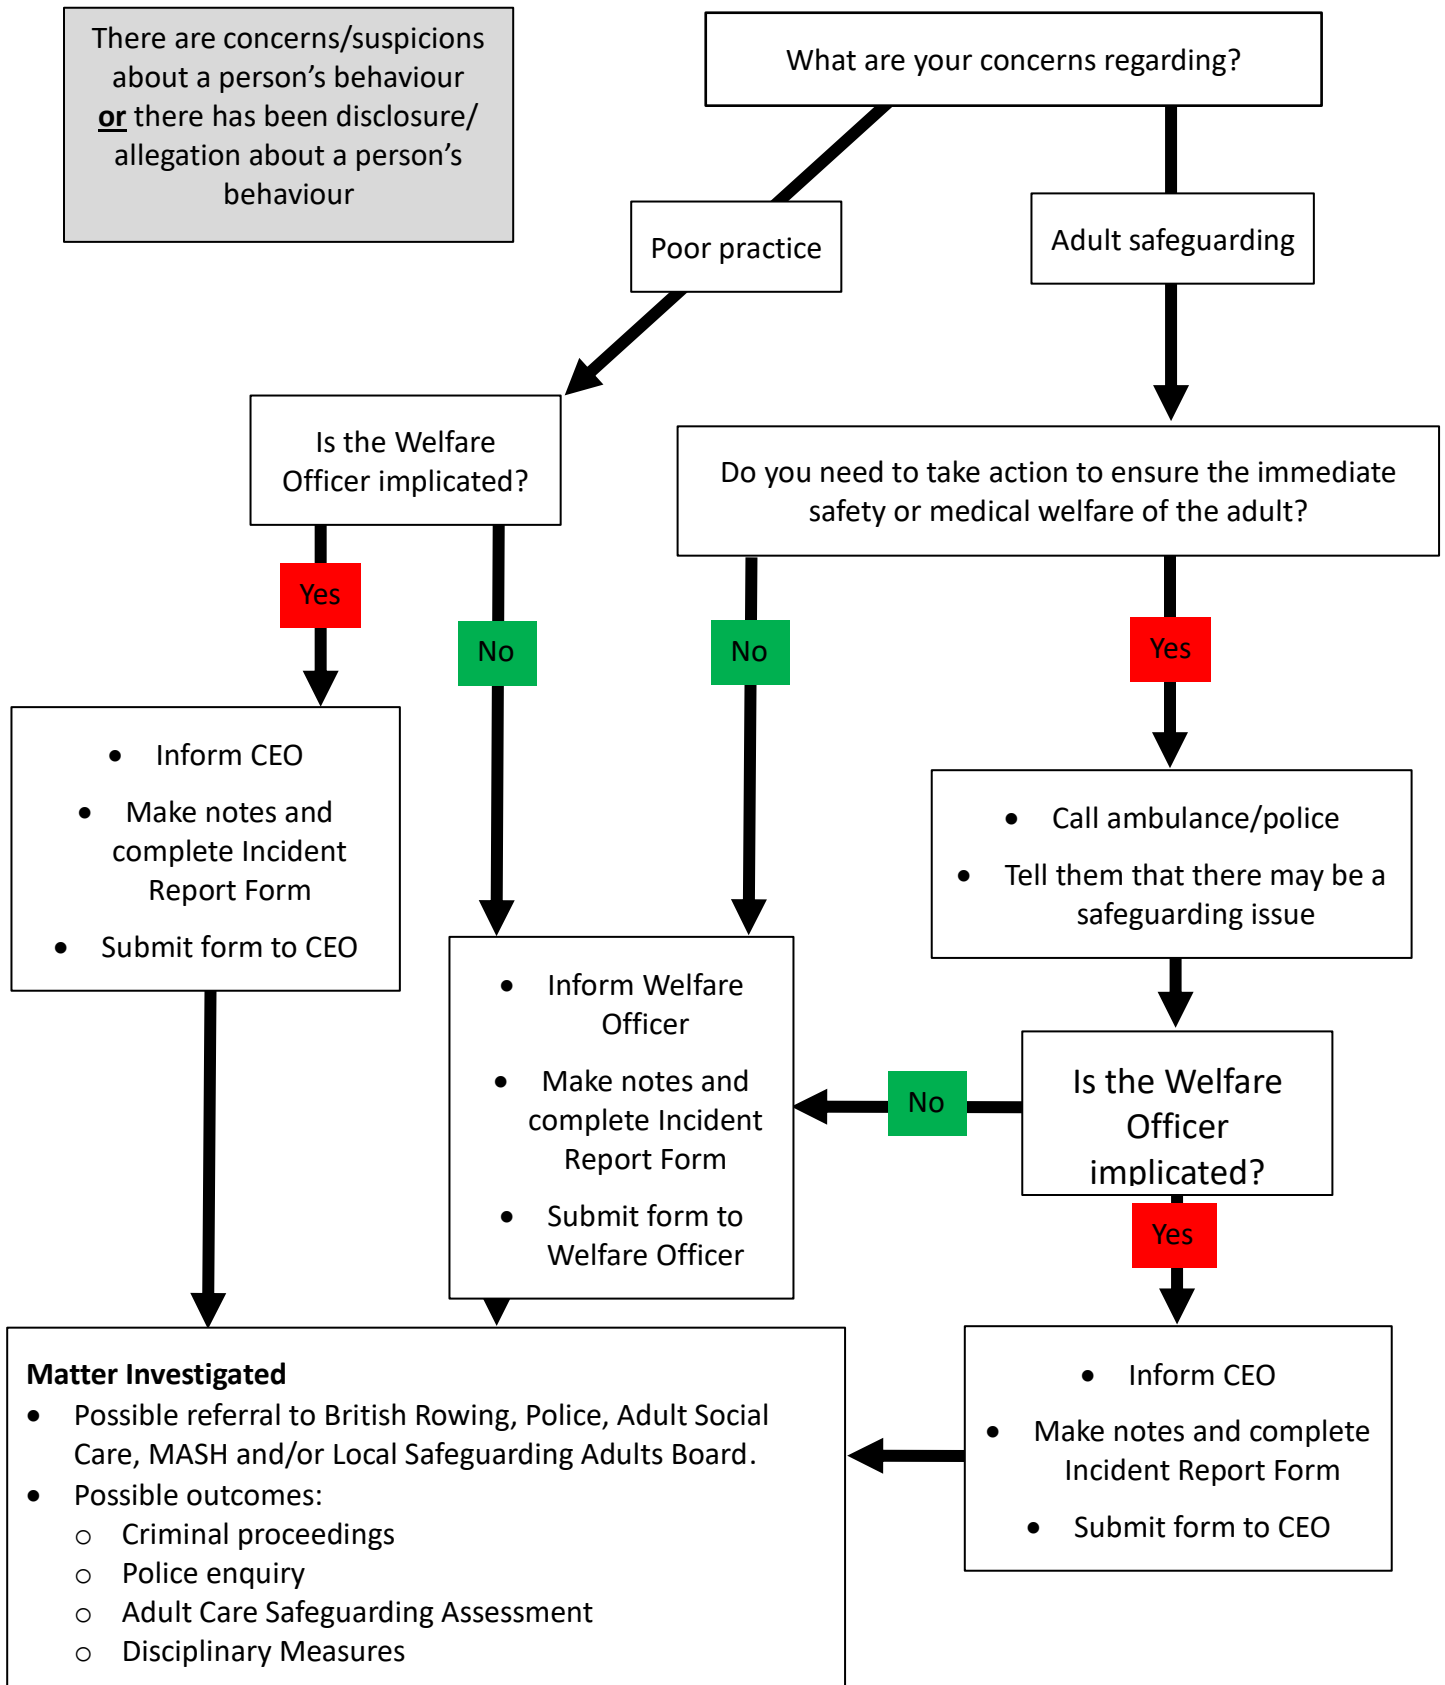 There are concerns/suspicions
about a person’s behaviour
or there has been disclosure/
allegation about a person’s
behaviour
What are your concerns regarding?
Poor practice
Adult safeguarding
Is the Welfare
Officer implicated?
Do you need to take action to ensure the immediate
safety or medical welfare of the adult?
Yes
No
No
Yes
• Inform CEO
• Make notes and
complete Incident
Report Form
• Submit form to CEO
• Call ambulance/police
• Tell them that there may be a
safeguarding issue
• Inform Welfare
Officer
• Make notes and
complete Incident
Report Form
• Submit form to
Welfare Officer
No
Is the Welfare
Officer
implicated?
Yes
• Inform CEO
• Make notes and complete
Incident Report Form
• Submit form to CEO
Matter Investigated
• Possible referral to British Rowing, Police, Adult Social
Care, MASH and/or Local Safeguarding Adults Board.
• Possible outcomes:
o Criminal proceedings
o Police enquiry
o Adult Care Safeguarding Assessment
o Disciplinary Measures